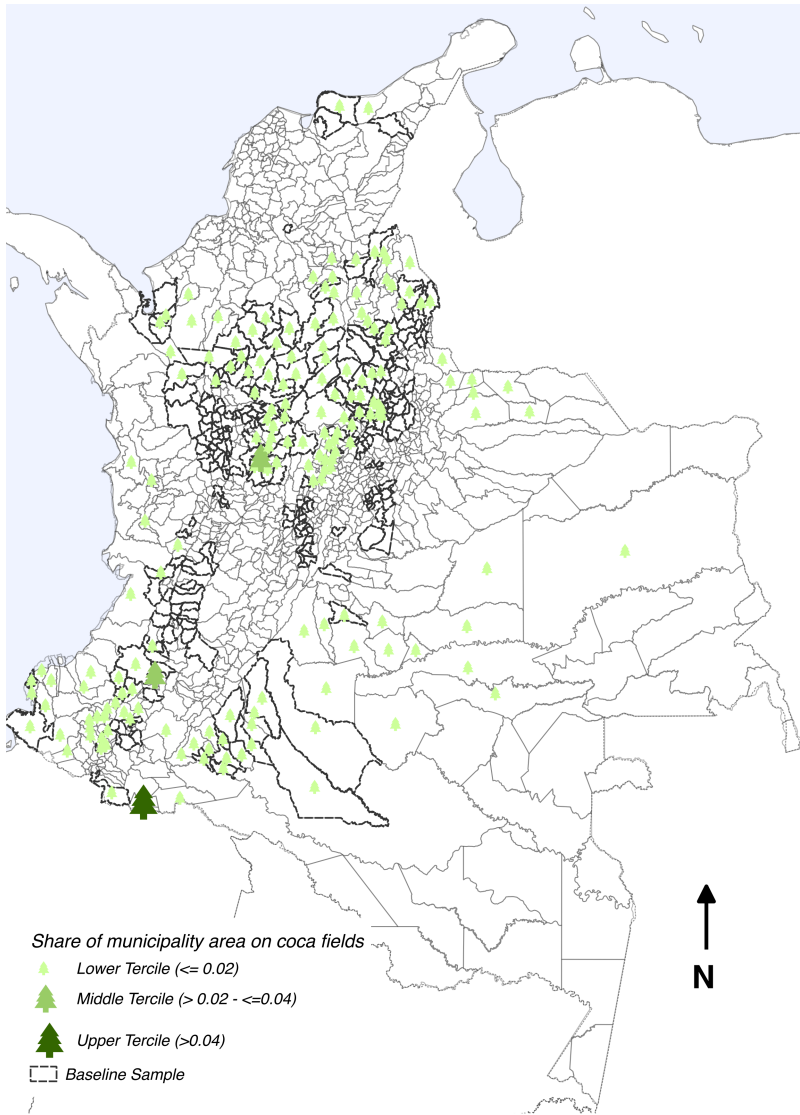 N
Share of municipality area on coca fields
Lower Tercile (<= 0.02)
Middle Tercile (> 0.02 - <=0.04)
Upper Tercile (>0.04)
Baseline Sample